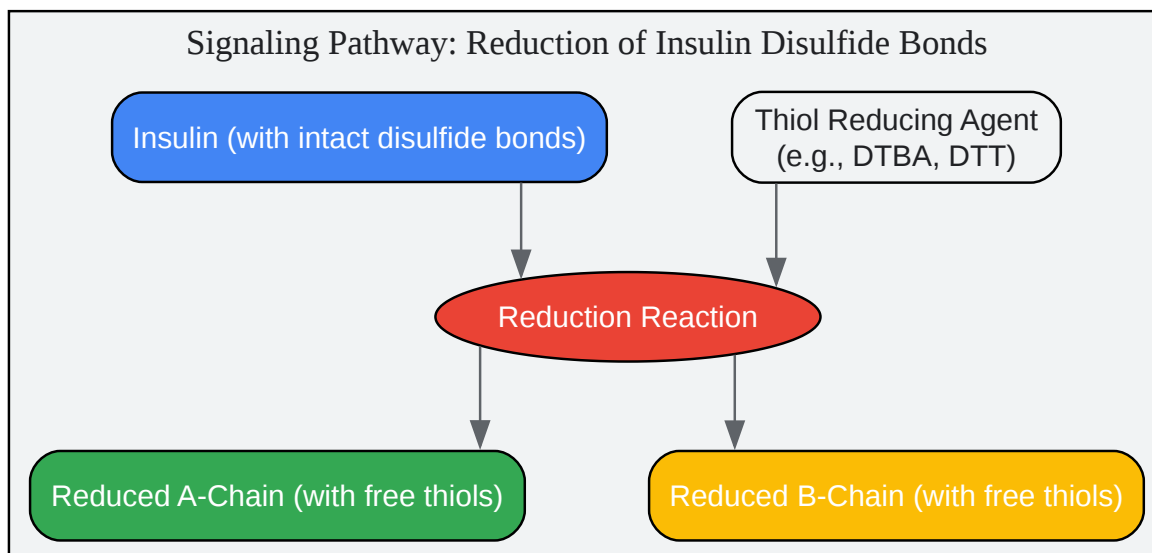 Signaling Pathway: Reduction of Insulin Disulfide Bonds
Insulin (with intact disulfide bonds)
Thiol Reducing Agent
(e.g., DTBA, DTT)
Reduction Reaction
Reduced A-Chain (with free thiols)
Reduced B-Chain (with free thiols)